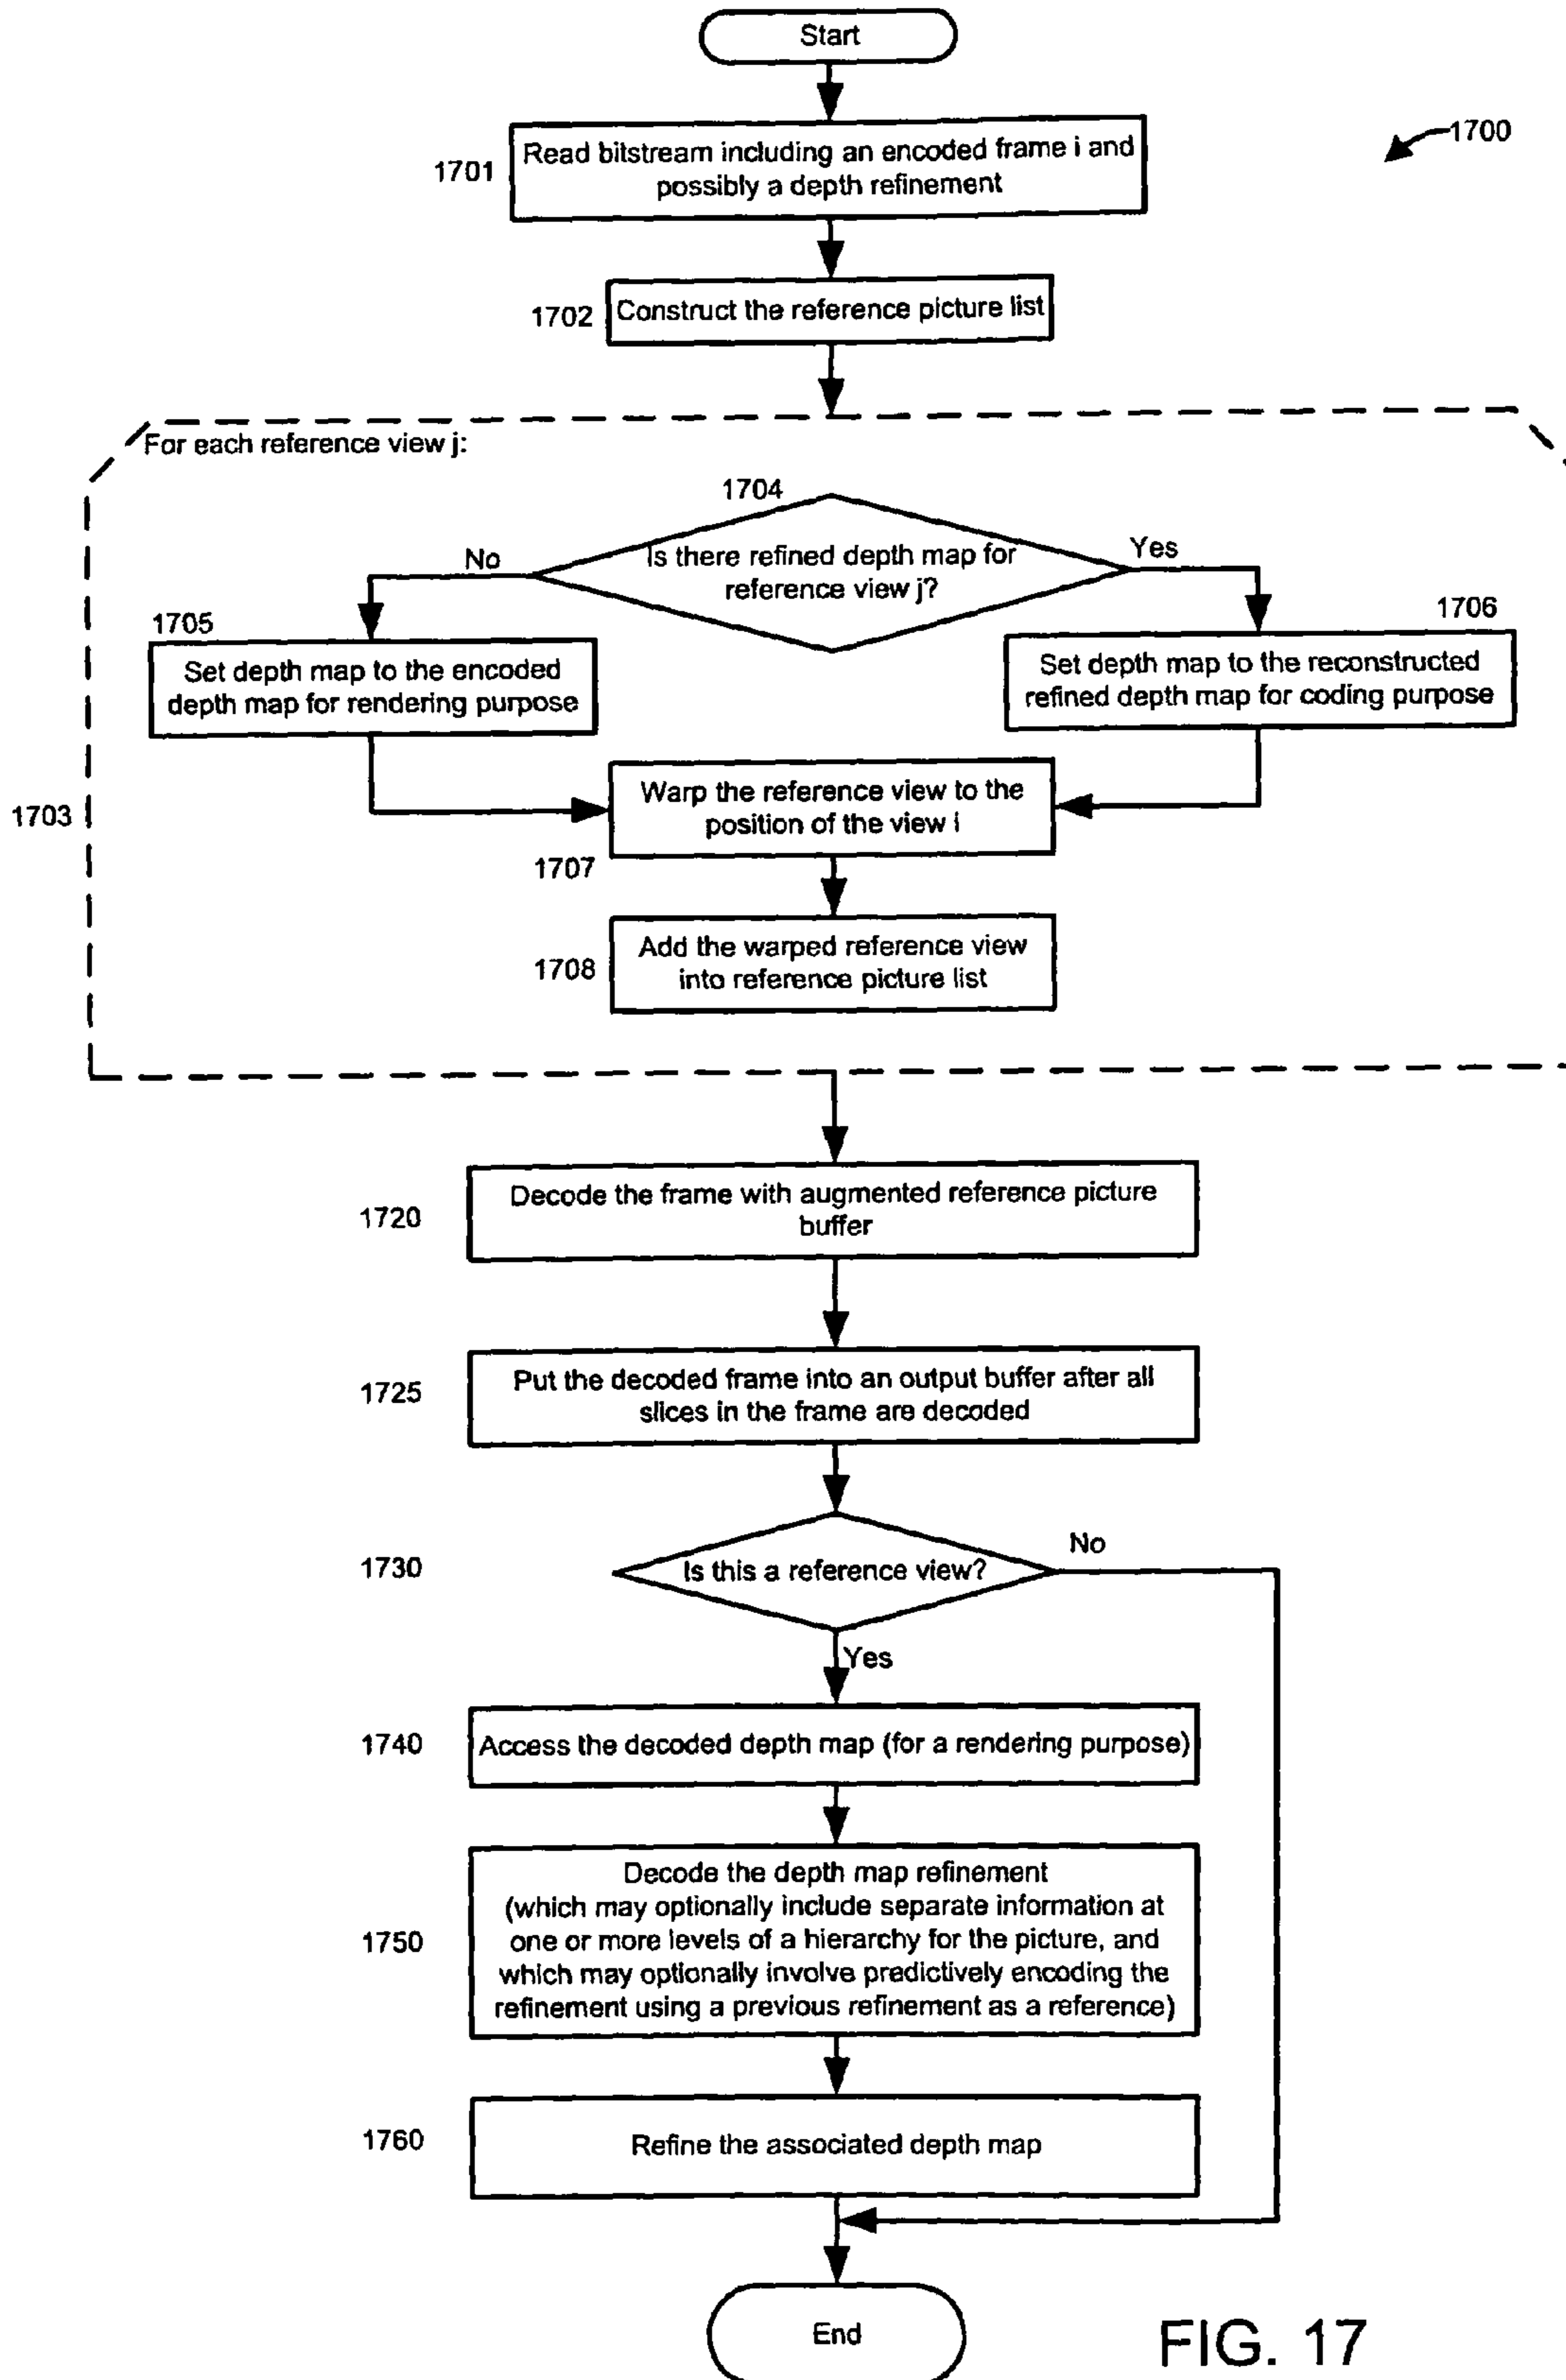 Start
1700
1701
Read bitstream including an encoded frame i and
possibly a depth refinement
1702
Construct the reference picture list
For each reference view j:
1704
Is there refined depth map for
reference view j?
No
Yes
1705
Set depth map to the encoded
depth map for rendering purpose
1706
Set depth map to the reconstructed
refined depth map for coding purpose
1703
Warp the reference view to the
position of the view i
1707
1708
Add the warped reference view
into reference picture list
1720
Decode the frame with augmented reference picture
buffer
1725
Put the decoded frame into an output buffer after all
slices in the frame are decoded
1730
Is this a reference view?
No
Yes
1740
Access the decoded depth map (for a rendering purpose)
1750
Decode the depth map refinement
(which may optionally include separate information at
one or more levels of a hierarchy for the picture, and
which may optionally involve predictively encoding the
refinement using a previous refinement as a reference)
1760
Refine the associated depth map
End
FIG. 17